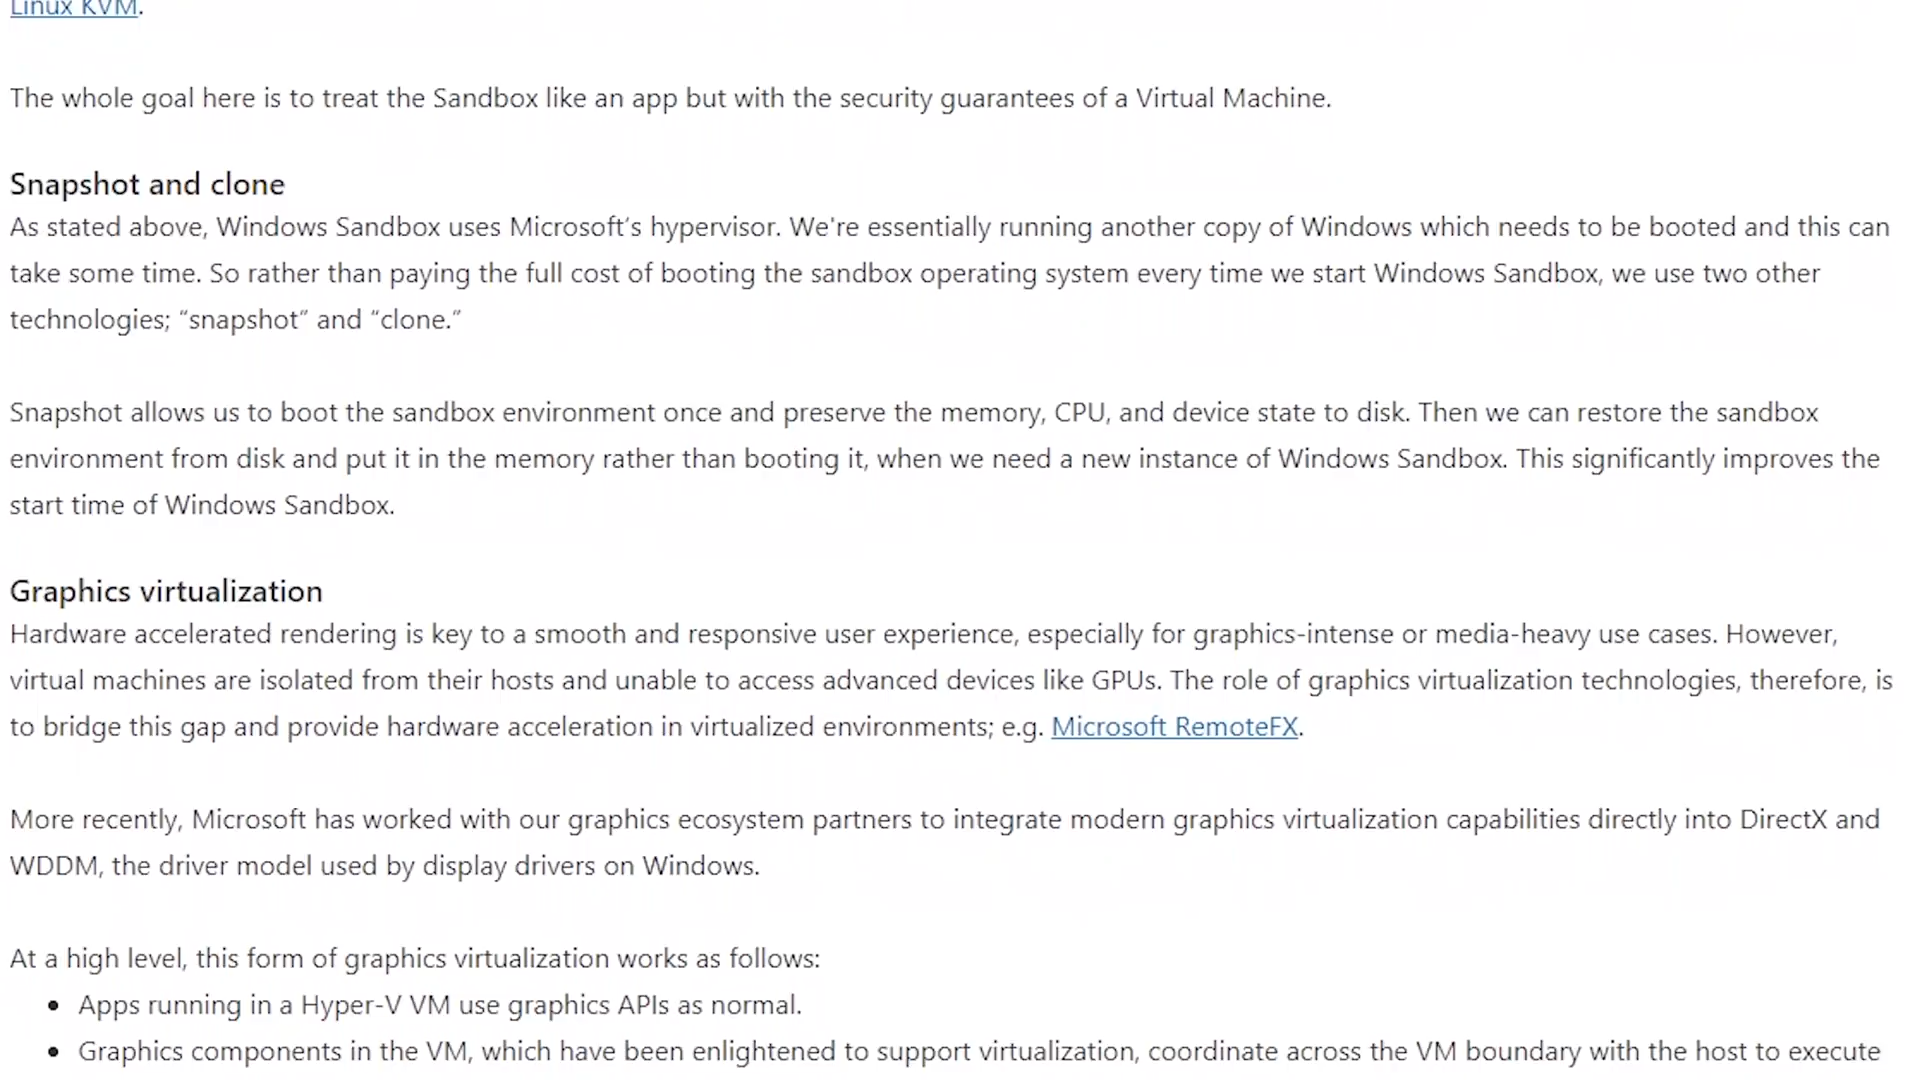 Linux KVM.
The whole goal here is to treat the Sandbox like an app but with the security guarantees of a Virtual Machine.
Snapshot and clone
As stated above, Windows Sandbox uses Microsoft's hypervisor. We're essentially running another copy of Windows which needs to be booted and this can
take some time. So rather than paying the full cost of booting the sandbox operating system every time we start Windows Sandbox, we use two other
technologies; “snapshot” and “clone.”
Snapshot allows us to boot the sandbox environment once and preserve the memory, CPU, and device state to disk. Then we can restore the sandbox
environment from disk and put it in the memory rather than booting it, when we need a new instance of Windows Sandbox. This significantly improves the
start time of Windows Sandbox.
Graphics virtualization
Hardware accelerated rendering is key to a smooth and responsive user experience, especially for graphics-intense or media-heavy use cases. However,
virtual machines are isolated from their hosts and unable to access advanced devices like GPUs. The role of graphics virtualization technologies, therefore, is
to bridge this gap and provide hardware acceleration in virtualized environments; e.g. Microsoft RemoteFX.
More recently, Microsoft has worked with our graphics ecosystem partners to integrate modern graphics virtualization capabilities directly into DirectX and
WDDM, the driver model used by display drivers on Windows.
At a high level, this form of graphics virtualization works as follows:
• Apps running in a Hyper-V VM use graphics APIs as normal.
• Graphics components in the VM, which have been enlightened to support virtualization, coordinate across the VM boundary with the host to execute